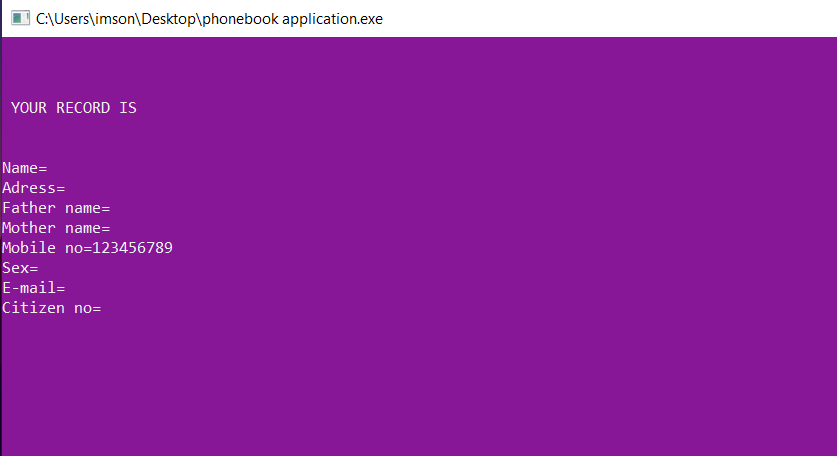 C:\Users\imson\Desktop\phonebook application.exe
YOUR RECORD IS
Name=
Adress=
Father name=
Mother name=
Mobile no=123456789
Sex=
E-mail=
Citizen no=